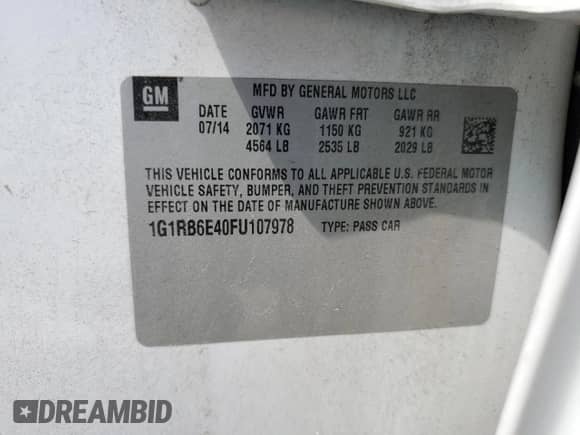 GM
MFD BY GENERAL MOTORS LLC
DATE GVWR GAWR FRT GAWR RR
07/14 2071 KG 1150 KG 921 KG
4564 LB 2535 LB 2029 LB
THIS VEHICLE CONFORMS TO ALL APPLICABLE U.S. FEDERAL MOTOR
VEHICLE SAFETY, BUMPER, AND THEFT PREVENTION STANDARDS IN
EFFECT ON THE DATE OF MANUFACTURE SHOWN ABOVE.
1G1RB6E40FU107978 TYPE: PASS CAR
DREAMBID